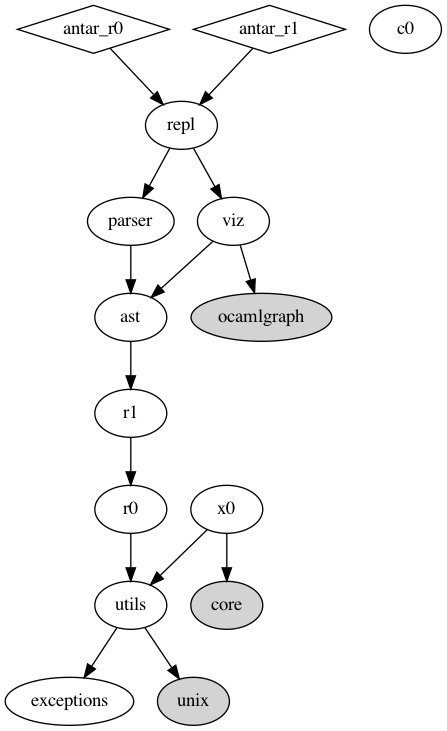 antar_r0
antar_r1
c0
repl
parser
viz
ast
ocamlgraph
r1
r0
x0
utils
core
exceptions
unix